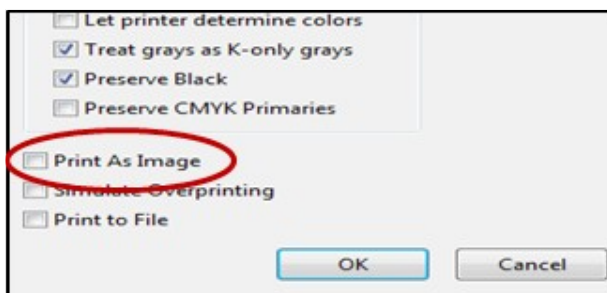 Let printer determine colors
Treat grays as K-only grays
Preserve Black
Preserve CMYK Primaries
Print As Image
Simulate Overprinting
Print to File
OK Cancel